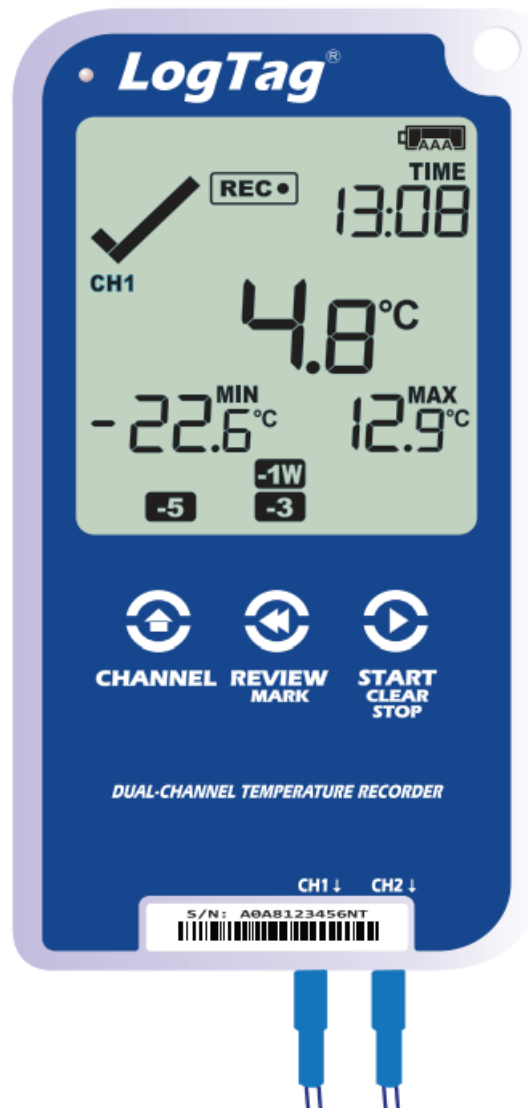 LogTag®
AAA
TIME
REC ●
13:08
CH1
4.8°C
MIN
MAX
-22.6°C
12.9°C
-1W
-5
-3
CHANNEL
REVIEW
MARK
START
CLEAR
STOP
DUAL-CHANNEL TEMPERATURE RECORDER
CH1↓ CH2↓
S/N: A0A8123456NT